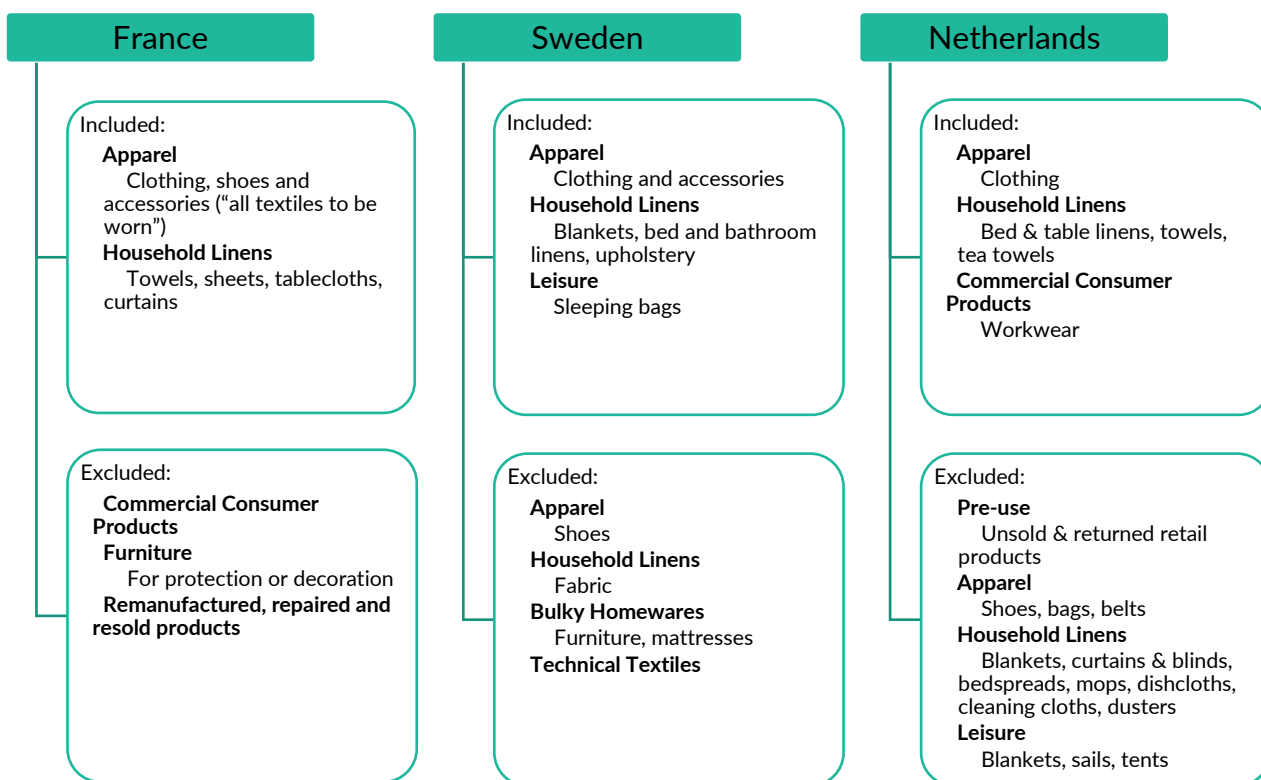 France
Included:
Apparel
Clothing, shoes and
accessories (“all textiles to be
worn”)
Household Linens
Towels, sheets, tablecloths,
curtains
Excluded:
Commercial Consumer
Products
Furniture
For protection or decoration
Remanufactured, repaired and
resold products
Sweden
Included:
Apparel
Clothing and accessories
Household Linens
Blankets, bed and bathroom
linens, upholstery
Leisure
Sleeping bags
Excluded:
Apparel
Shoes
Household Linens
Fabric
Bulky Homewares
Furniture, mattresses
Technical Textiles
Netherlands
Included:
Apparel
Clothing
Household Linens
Bed & table linens, towels,
tea towels
Commercial Consumer
Products
Workwear
Excluded:
Pre-use
Unsold & returned retail
products
Apparel
Shoes, bags, belts
Household Linens
Blankets, curtains & blinds,
bedspreads, mops, dishcloths,
cleaning cloths, dusters
Leisure
Blankets, sails, tents